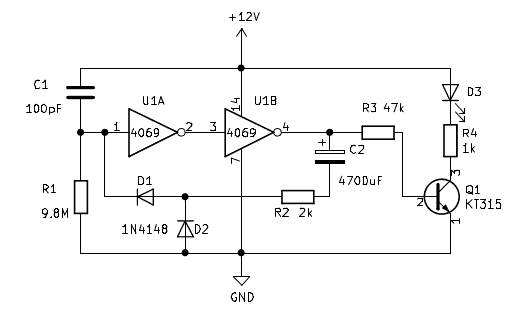 +12V
C1
100pF
U1A
U1B
14
1
4069
2
3
4069
4
7
R3 47k
D3
R4
1k
+
C2
470uF
R1
9.8M
D1
1N4148
D2
R2 2k
3
Q1
2
KT315
1
GND